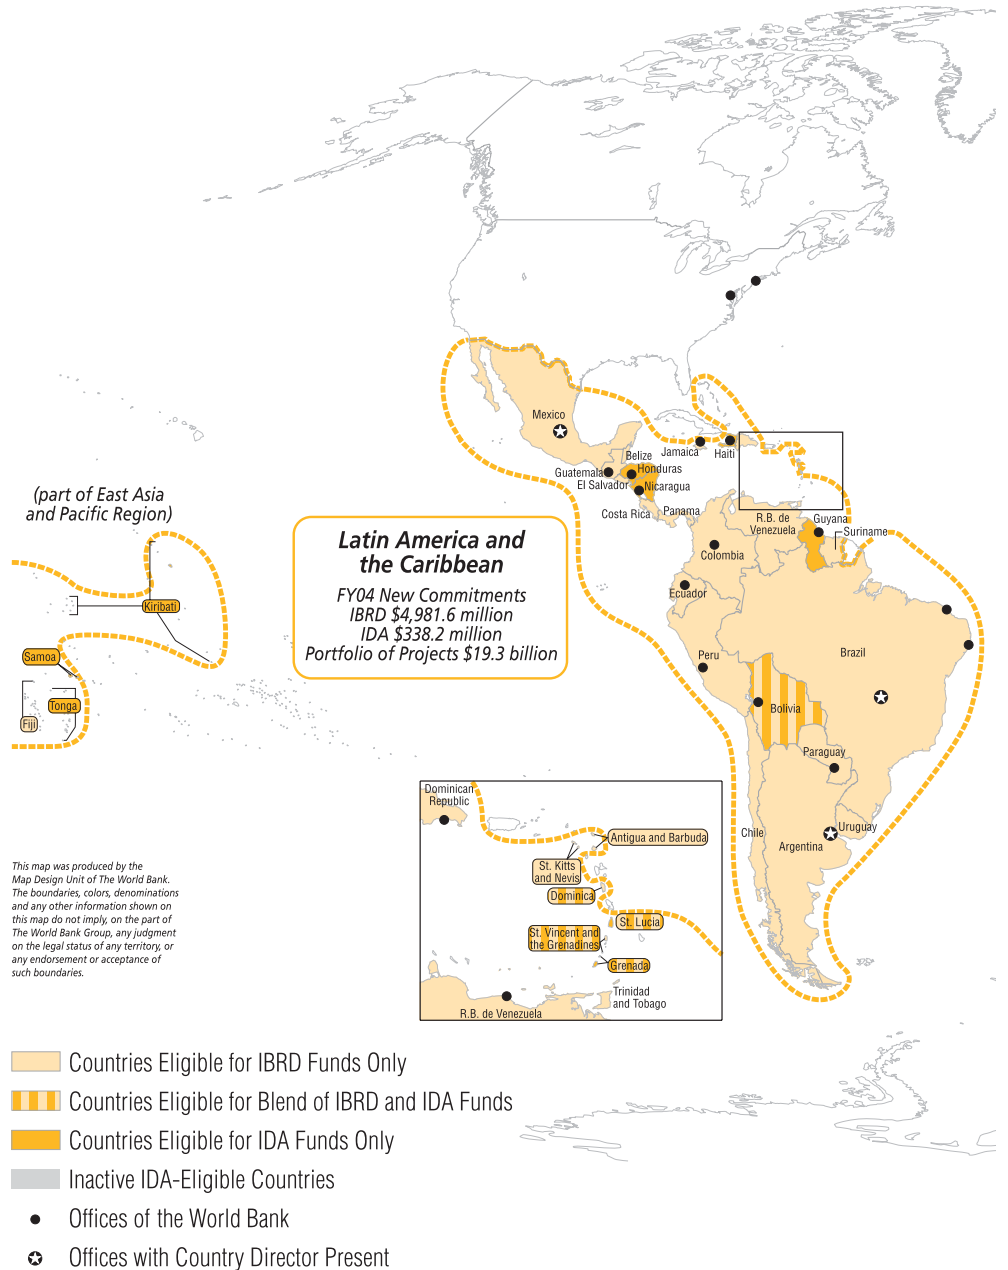 Mexico
Belize
Jamaica
Haiti
Guatemala
Honduras
El Salvador
Nicaragua
Costa Rica
Panama
R.B. de
Venezuela
Guyana
Suriname
Colombia
Ecuador
Peru
Brazil
Bolivia
Paraguay
Chile
Uruguay
Argentina
(part of East Asia
and Pacific Region)
Kiribati
Samoa
Tonga
Fiji
Latin America and
the Caribbean
FY04 New Commitments
IBRD $4,981.6 million
IDA $338.2 million
Portfolio of Projects $19.3 billion
Dominican
Republic
Antigua and Barbuda
St. Kitts
and Nevis
Dominica
St. Lucia
St. Vincent and
the Grenadines
Grenada
Trinidad
and Tobago
R.B. de Venezuela
This map was produced by the
Map Design Unit of The World Bank.
The boundaries, colors, denominations
and any other information shown on
this map do not imply, on the part of
The World Bank Group, any judgment
on the legal status of any territory, or
any endorsement or acceptance of
such boundaries.
Countries Eligible for IBRD Funds Only
Countries Eligible for Blend of IBRD and IDA Funds
Countries Eligible for IDA Funds Only
Inactive IDA-Eligible Countries
Offices of the World Bank
Offices with Country Director Present